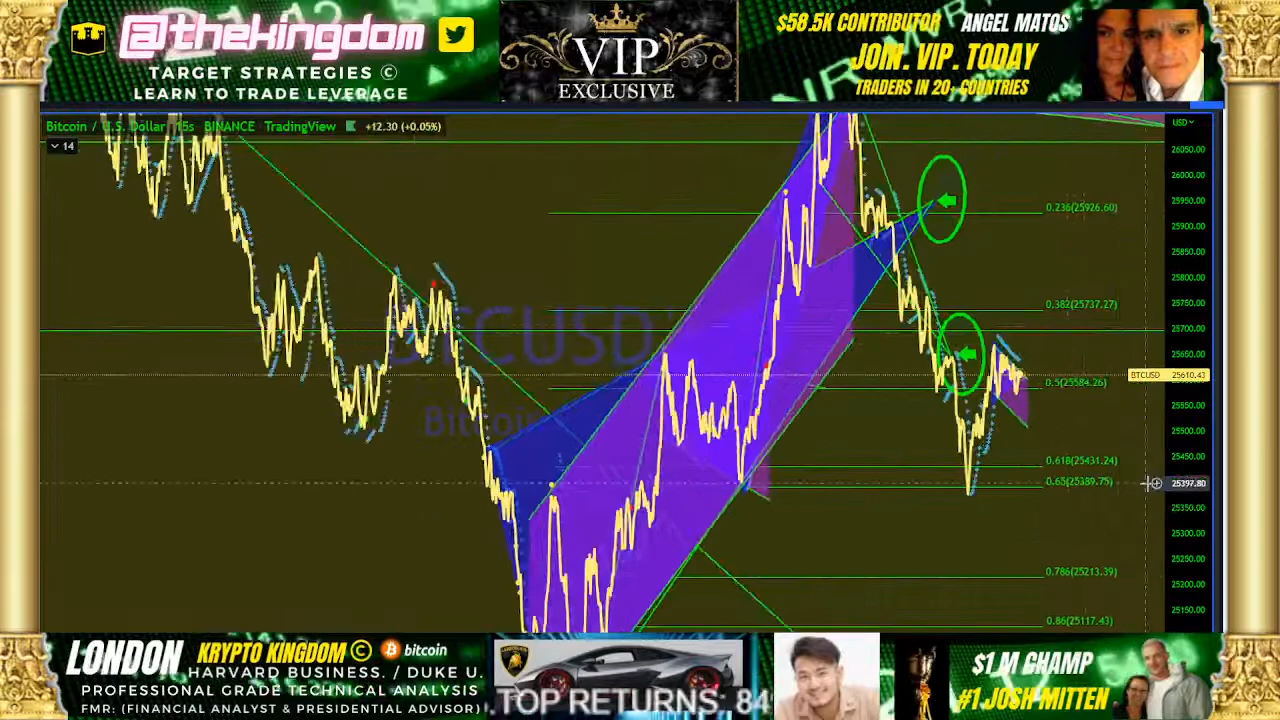 @thekingdom
TARGET STRATEGIES ©
LEARN TO TRADE LEVERAGE
VIP
EXCLUSIVE
$58.5K CONTRIBUTOR ANGEL MATOS
JOIN. VIP. TODAY
TRADERS IN 20+ COUNTRIES
Bitcoin / U.S. Dollar 15s BINANCE TradingView +12.30 (+0.05%)
14
USD
26050.00
26000.00
25950.00
25900.00
25850.00
25800.00
25750.00
25700.00
25650.00
BTCUSD 25610.43
25550.00
25500.00
25450.00
25397.80
25350.00
25300.00
25250.00
25200.00
25150.00
0.236(25926.60)
0.382(25737.27)
0.5(25584.26)
0.618(25431.24)
0.65(25389.75)
0.786(25213.39)
0.86(25117.43)
BTCUSD
LONDON KRYPTO KINGDOM © bitcoin
HARVARD BUSINESS. / DUKE U.
PROFESSIONAL GRADE TECHNICAL ANALYSIS
FMR: (FINANCIAL ANALYST & PRESIDENTIAL ADVISOR)
.TOP RETURNS: 84
$1 M CHAMP
#1 JOSH MITTEN